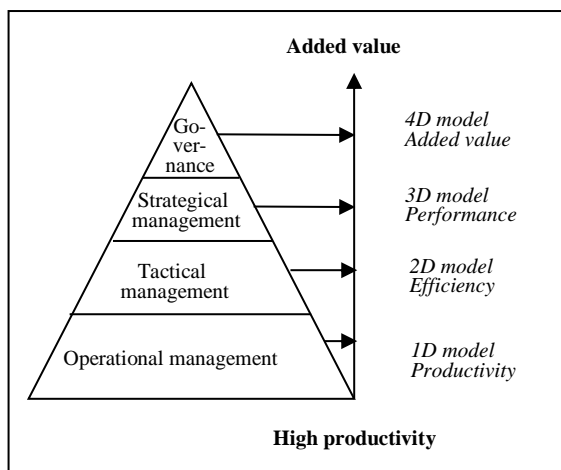 Added value
Go-
ver-
nance
4D model
Added value
Strategical
management
3D model
Performance
Tactical
management
2D model
Efficiency
Operational management
1D model
Productivity
High productivity